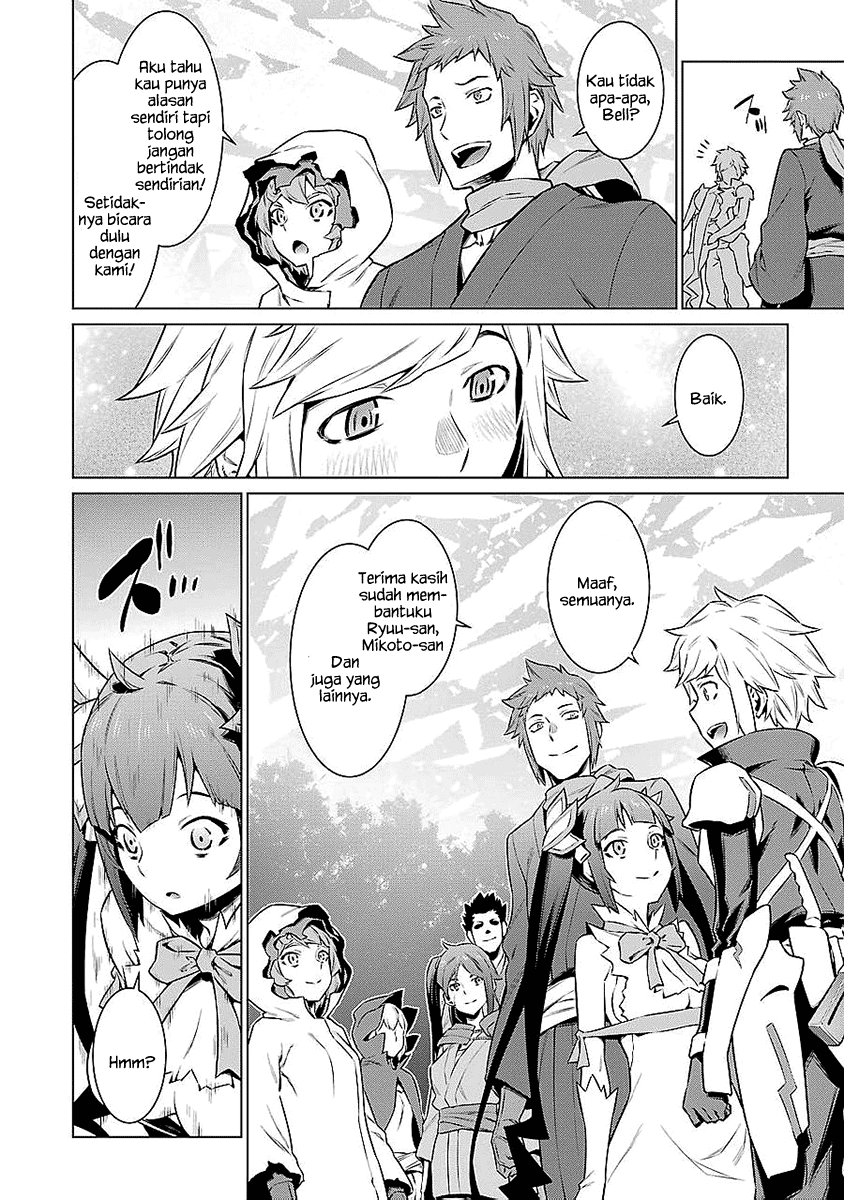 Kau tidak
apa-apa,
Bell?
Aku tahu
kau punya
alasan
sendiri tapi
tolong
jangan
bertindak
sendirian!
Setidak-
nya bicara
dulu
dengan
kami!
Baik.
Maaf,
semuanya.
Terima kasih
sudah mem-
bantuku
Ryuu-san,
Mikoto-san
Dan
juga yang
lainnya.
ズ
Hmm?